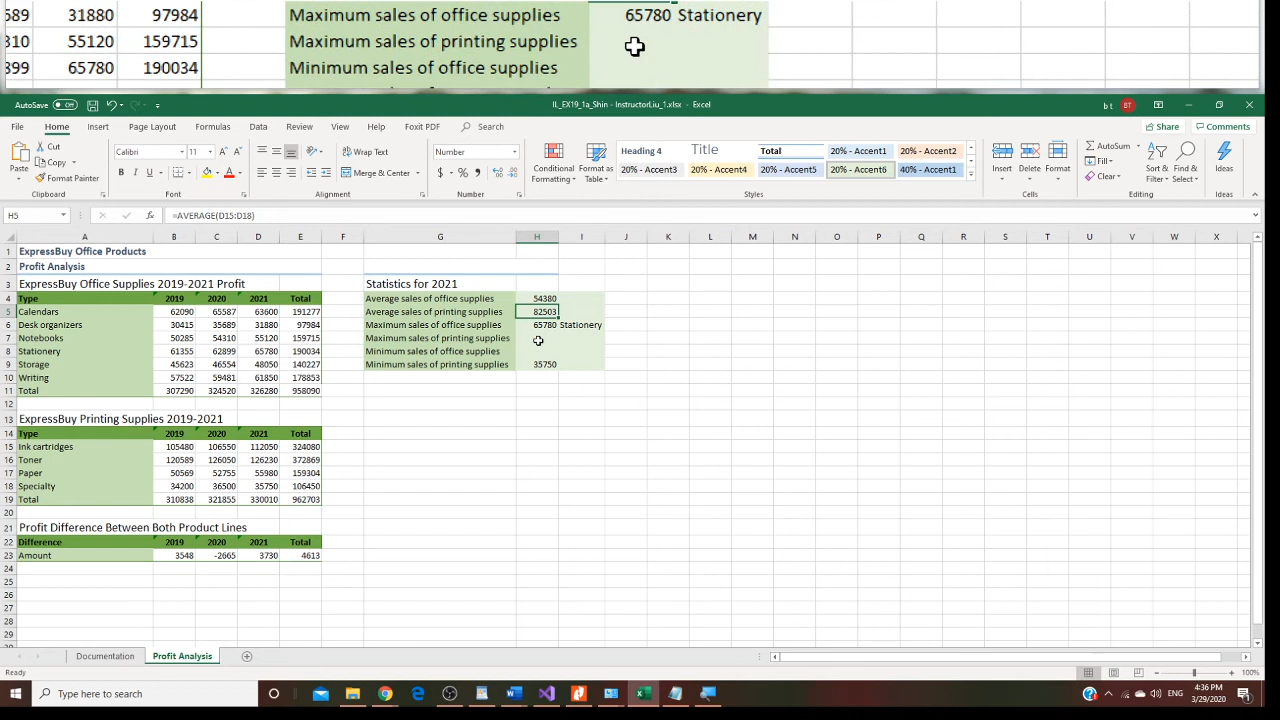 589 31880 97984 Maximum sales of office supplies 65780 Stationery
310 55120 159715 Maximum sales of printing supplies
899 65780 190034 Minimum sales of office supplies
AutoSave Off IL_EX19_1a_Shin - InstructorLiu_1.xlsx - Excel b t BT
File Home Insert Page Layout Formulas Data Review View Help Foxit PDF Search Share Comments
Paste Cut Copy Format Painter
Clipboard
Calibri 11
B I U
Font
Wrap Text
Merge & Center
Alignment
Number
$ % ,
Number
Conditional Formatting
Format as Table
Heading 4 Title Total 20% - Accent1 20% - Accent2
20% - Accent3 20% - Accent4 20% - Accent5 20% - Accent6 40% - Accent1
Styles
Insert Delete Format
Cells
AutoSum
Fill
Clear
Sort & Filter
Find & Select
Editing
Ideas
Ideas
H5 fx =AVERAGE(D15:D18)
A B C D E F G H I J K L M N O P Q R S T U V W X
1 ExpressBuy Office Products
2 Profit Analysis
3 ExpressBuy Office Supplies 2019-2021 Profit Statistics for 2021
4 Type 2019 2020 2021 Total Average sales of office supplies 54380
5 Calendars 62090 65587 63600 191277 Average sales of printing supplies 82503
6 Desk organizers 30415 35689 31880 97984 Maximum sales of office supplies 65780 Stationery
7 Notebooks 50285 54310 55120 159715 Maximum sales of printing supplies
8 Stationery 61355 62899 65780 190034 Minimum sales of office supplies
9 Storage 45623 46554 48050 140227 Minimum sales of printing supplies 35750
10 Writing 57522 59481 61850 178853
11 Total 307290 324520 326280 958090
12
13 ExpressBuy Printing Supplies 2019-2021
14 Type 2019 2020 2021 Total
15 Ink cartridges 105480 106550 112050 324080
16 Toner 120589 126050 126230 372869
17 Paper 50569 52755 55980 159304
18 Specialty 34200 36500 35750 106450
19 Total 310838 321855 330010 962703
20
21 Profit Difference Between Both Product Lines
22 Difference 2019 2020 2021 Total
23 Amount 3548 -2665 3730 4613
24
25
26
27
28
29
Documentation Profit Analysis
Ready 100%
Type here to search ENG 4:36 PM
3/29/2020